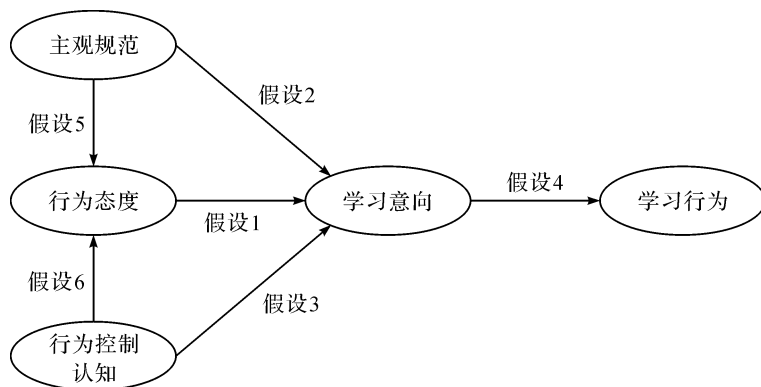 主观规范
假设2
假设5
行为态度
假设1
学习意向
假设4
学习行为
假设6
假设3
行为控制
认知